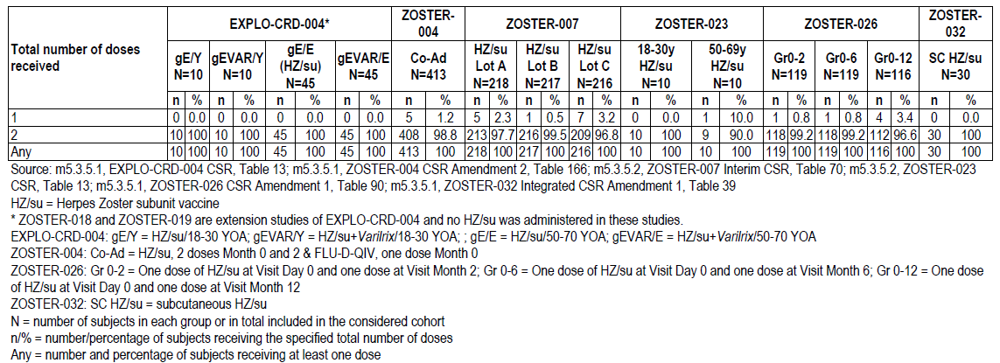 Total number of doses received EXPLO-CRD-004* ZOSTER-004 ZOSTER-007 ZOSTER-023 ZOSTER-026 ZOSTER-032
gE/Y N=10 gEVAR/Y N=10 gE/E (HZ/su) N=45 gEVAR/E N=45 Co-Ad N=413 HZ/su Lot A N=218 HZ/su Lot B N=217 HZ/su Lot C N=216 18-30y HZ/su N=10 50-69y HZ/su N=10 Gr0-2 N=119 Gr0-6 N=119 Gr0-12 N=116 SC HZ/su N=30
n % n % n % n % n % n % n % n % n % n % n % n % n % n %
1 0 0.0 0 0.0 0 0.0 0 0.0 5 1.2 5 2.3 1 0.5 7 3.2 0 0.0 1 10.0 1 0.8 1 0.8 4 3.4 0 0.0
2 10 100 10 100 45 100 45 100 408 98.8 213 97.7 216 99.5 209 96.8 10 100 9 90.0 118 99.2 118 99.2 112 96.6 30 100
Any 10 100 10 100 45 100 45 100 413 100 218 100 217 100 216 100 10 100 10 100 119 100 119 100 116 100 30 100
Source: m5.3.5.1, EXPLO-CRD-004 CSR, Table 13; m5.3.5.1, ZOSTER-004 CSR Amendment 2, Table 166; m5.3.5.2, ZOSTER-007 Interim CSR, Table 70; m5.3.5.2, ZOSTER-023
CSR, Table 13; m5.3.5.1, ZOSTER-026 CSR Amendment 1, Table 90; m5.3.5.1, ZOSTER-032 Integrated CSR Amendment 1, Table 39
HZ/su = Herpes Zoster subunit vaccine
* ZOSTER-018 and ZOSTER-019 are extension studies of EXPLO-CRD-004 and no HZ/su was administered in these studies.
EXPLO-CRD-004: gE/Y = HZ/su/18-30 YOA; gEVAR/Y = HZ/su+Varilrix/18-30 YOA; ; gE/E = HZ/su/50-70 YOA; gEVAR/E = HZ/su+Varilrix/50-70 YOA
ZOSTER-004: Co-Ad = HZ/su, 2 doses Month 0 and 2 & FLU-D-QIV, one dose Month 0
ZOSTER-026: Gr 0-2 = One dose of HZ/su at Visit Day 0 and one dose at Visit Month 2; Gr 0-6 = One dose of HZ/su at Visit Day 0 and one dose at Visit Month 6; Gr 0-12 = One dose
of HZ/su at Visit Day 0 and one dose at Visit Month 12
ZOSTER-032: SC HZ/su = subcutaneous HZ/su
N = number of subjects in each group or in total included in the considered cohort
n/% = number/percentage of subjects receiving the specified total number of doses
Any = number and percentage of subjects receiving at least one dose